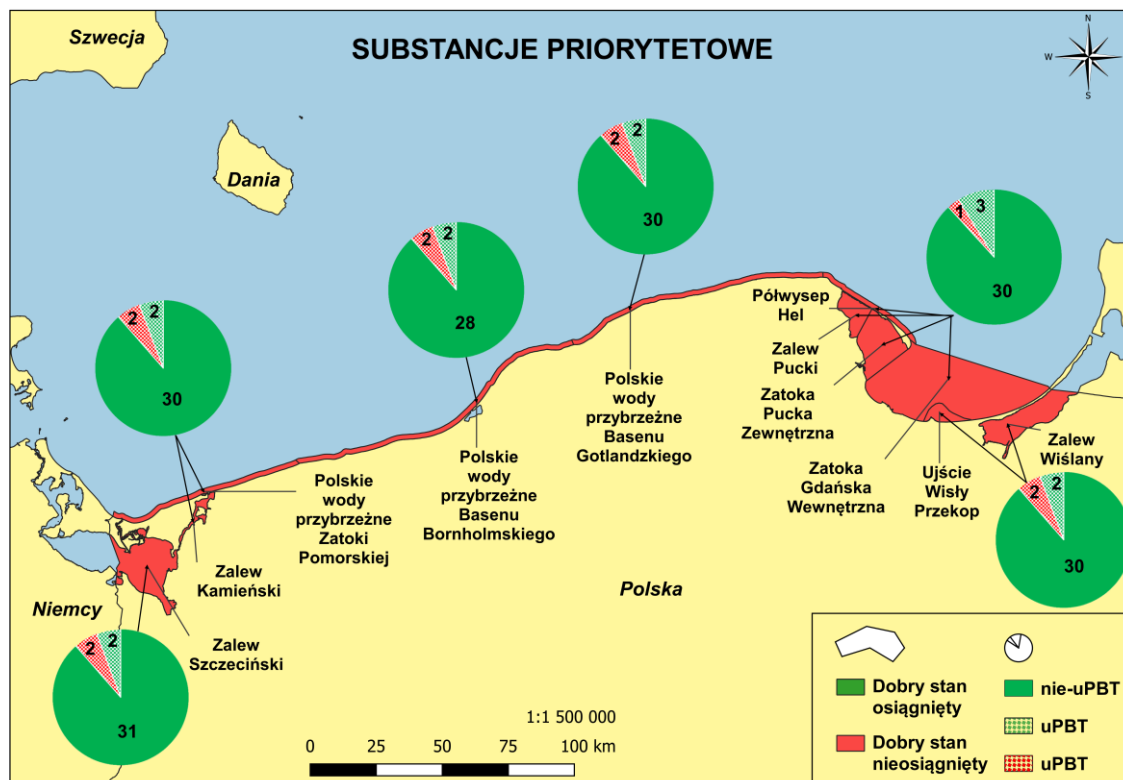 Szwecja
SUBSTANCJE PRIORYTETOWE
N
W
E
S
Dania
2
2
30
2
2
28
1
3
30
2
2
30
Półwysep
Hel
Zalew
Pucki
Zatoka
Pucka
Zewnętrzna
Zatoka
Gdańska
Wewnętrzna
Ujście
Wisły
Przekop
Zalew
Wiślany
2
2
30
Polskie
wody
przybrzeżne
Basenu
Gotlandzkiego
Polskie
wody
przybrzeżne
Basenu
Bornholmskiego
Polskie
wody
przybrzeżne
Zatoki
Pomorskiej
Zalew
Kamieński
Zalew
Szczeciński
Niemcy
Polska
2
2
31
1:1 500 000
0 25 50 75 100 km
Dobry stan
osiągnięty
Dobry stan
nieosiągnięty
nie-uPBT
uPBT
uPBT